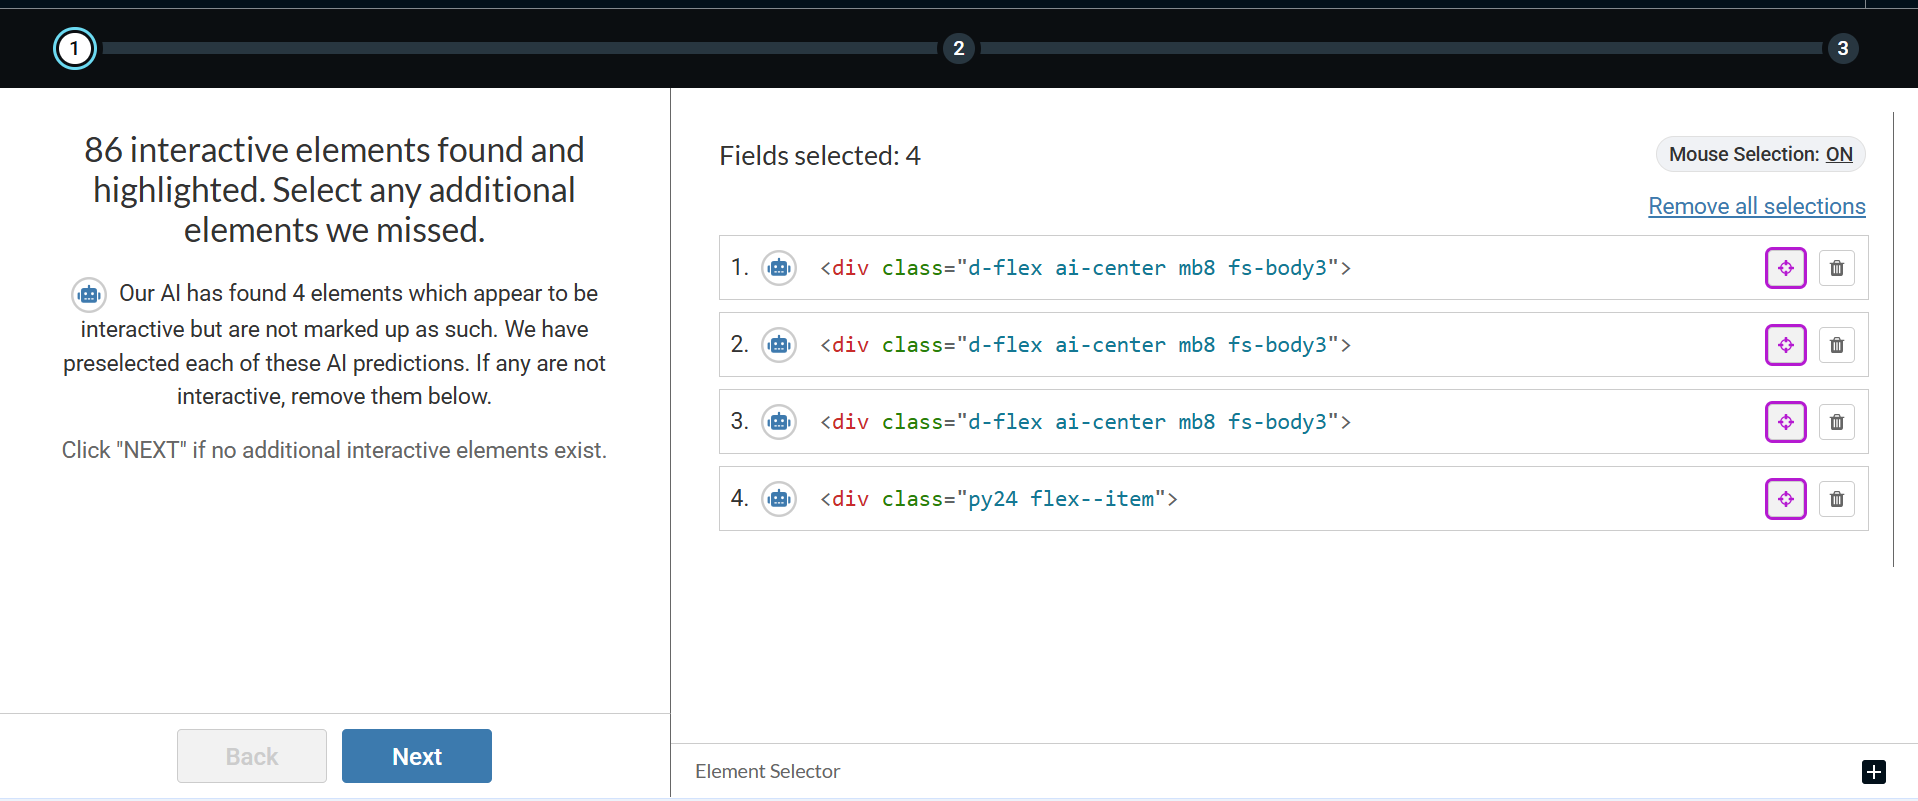 1
2
3
86 interactive elements found and
highlighted. Select any additional
elements we missed.
Our AI has found 4 elements which appear to be
interactive but are not marked up as such. We have
preselected each of these AI predictions. If any are not
interactive, remove them below.
Click "NEXT" if no additional interactive elements exist.
Back
Next
Fields selected: 4
Mouse Selection: ON
Remove all selections
1. <div class="d-flex ai-center mb8 fs-body3">
2. <div class="d-flex ai-center mb8 fs-body3">
3. <div class="d-flex ai-center mb8 fs-body3">
4. <div class="py24 flex--item">
Element Selector